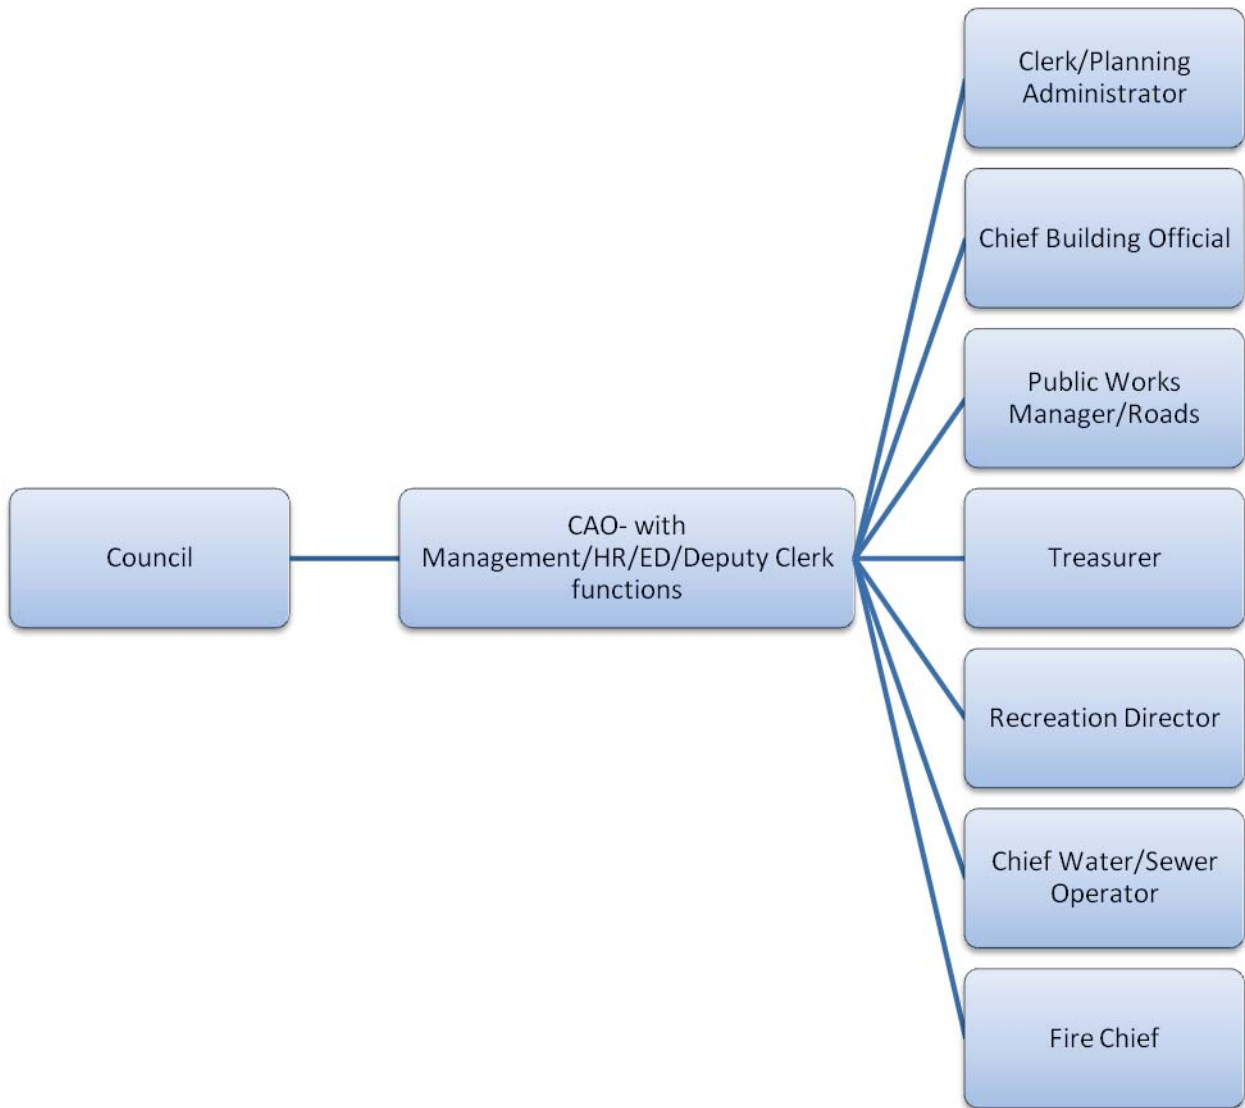 Clerk/Planning
Administrator
Chief Building Official
Public Works
Manager/Roads
Council
CAO- with
Management/HR/ED/Deputy Clerk
functions
Treasurer
Recreation Director
Chief Water/Sewer
Operator
Fire Chief